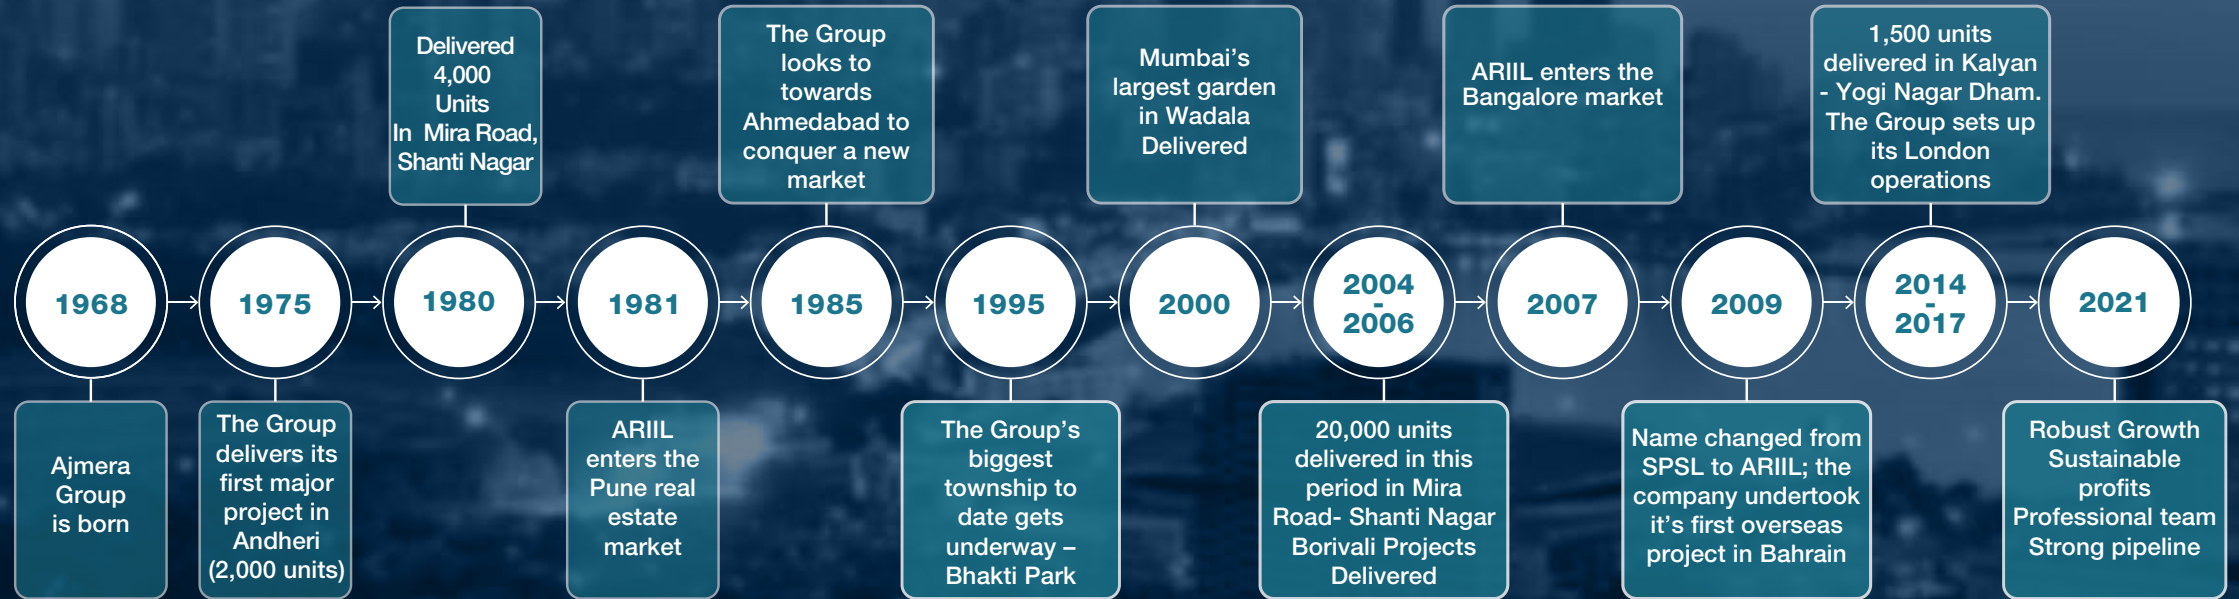 Delivered
4,000
Units
In Mira Road,
Shanti Nagar
The Group
looks to
towards
Ahmedabad to
conquer a new
market
Mumbai’s
largest garden
in Wadala
Delivered
ARIIL enters the
Bangalore market
1,500 units
delivered in Kalyan
- Yogi Nagar Dham.
The Group sets up
its London
operations
1968
1975
1980
1981
1985
1995
2000
2004
-
2006
2007
2009
2014
-
2017
2021
Ajmera
Group
is born
The Group
delivers its
first major
project in
Andheri
(2,000 units)
ARIIL
enters the
Pune real
estate
market
The Group’s
biggest
township to
date gets
underway –
Bhakti Park
20,000 units
delivered in this
period in Mira
Road- Shanti Nagar
Borivali Projects
Delivered
Name changed from
SPSL to ARIIL; the
company undertook
it’s first overseas
project in Bahrain
Robust Growth
Sustainable
profits
Professional team
Strong pipeline